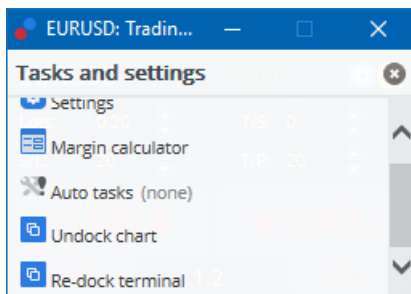 EURUSD: Tradin...
Tasks and settings
Settings
Margin calculator
Auto tasks (none)
Undock chart
Re-dock terminal